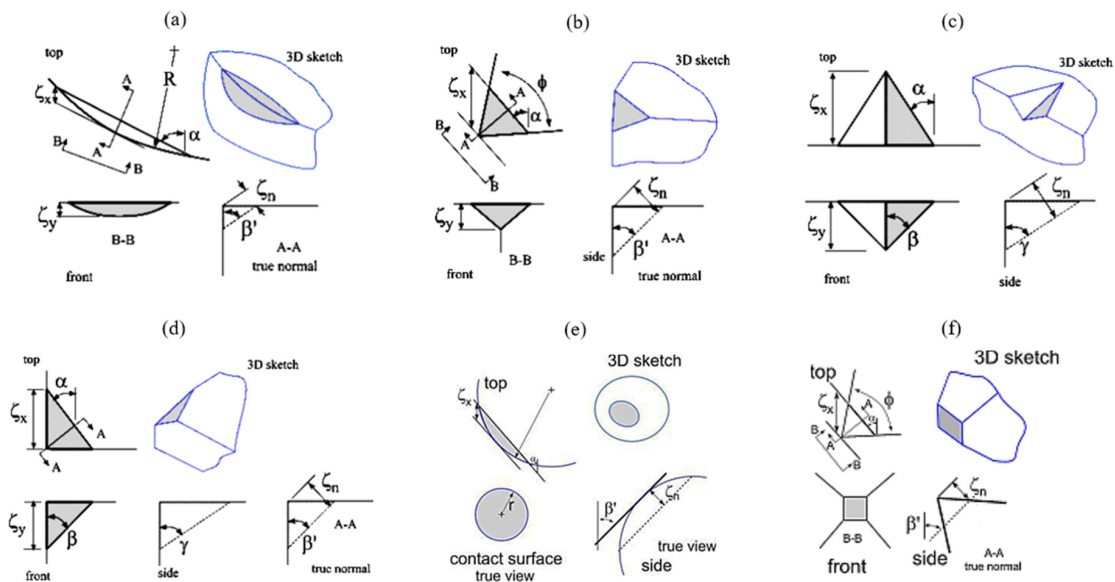 (a)
top
†
R
A
A
ζx
α
B
B
3D sketch
ζy
B-B
front
ζn
β'
A-A
true normal
(b)
top
ζx
ϕ
A
α
B
A
B
3D sketch
ζy
front
B-B
ζn
side
β'
A-A
true normal
(c)
top
3D sketch
ζx
α
ζy
β
front
ζn
γ
side
(d)
top
α
ζx
A
A
3D sketch
ζy
β
front
γ
side
ζn
A-A
β'
true normal
(e)
3D sketch
top
ζx
α
r
contact surface
true view
β'
ζn
true view
side
(f)
3D sketch
top
ζx
ϕ
A
α
B
A
B
B-B
front
ζn
β'
side
A-A
true normal